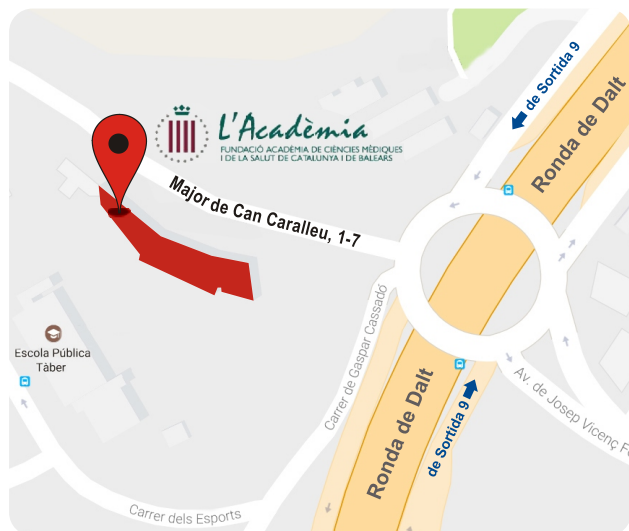 de Sortida 9
Ronda de Dalt
L'Acadèmia
FUNDACIÓ ACADÈMIA DE CIÈNCIES MÈDIQUES
I DE LA SALUT DE CATALUNYA I DE BALEARS
Major de Can Caralleu, 1-7
Carrer de Gaspar Cassadó
Escola Pública
Tàber
Av. de Josep Vicenç
Ronda de Dalt
de Sortida 9
Carrer dels Esports